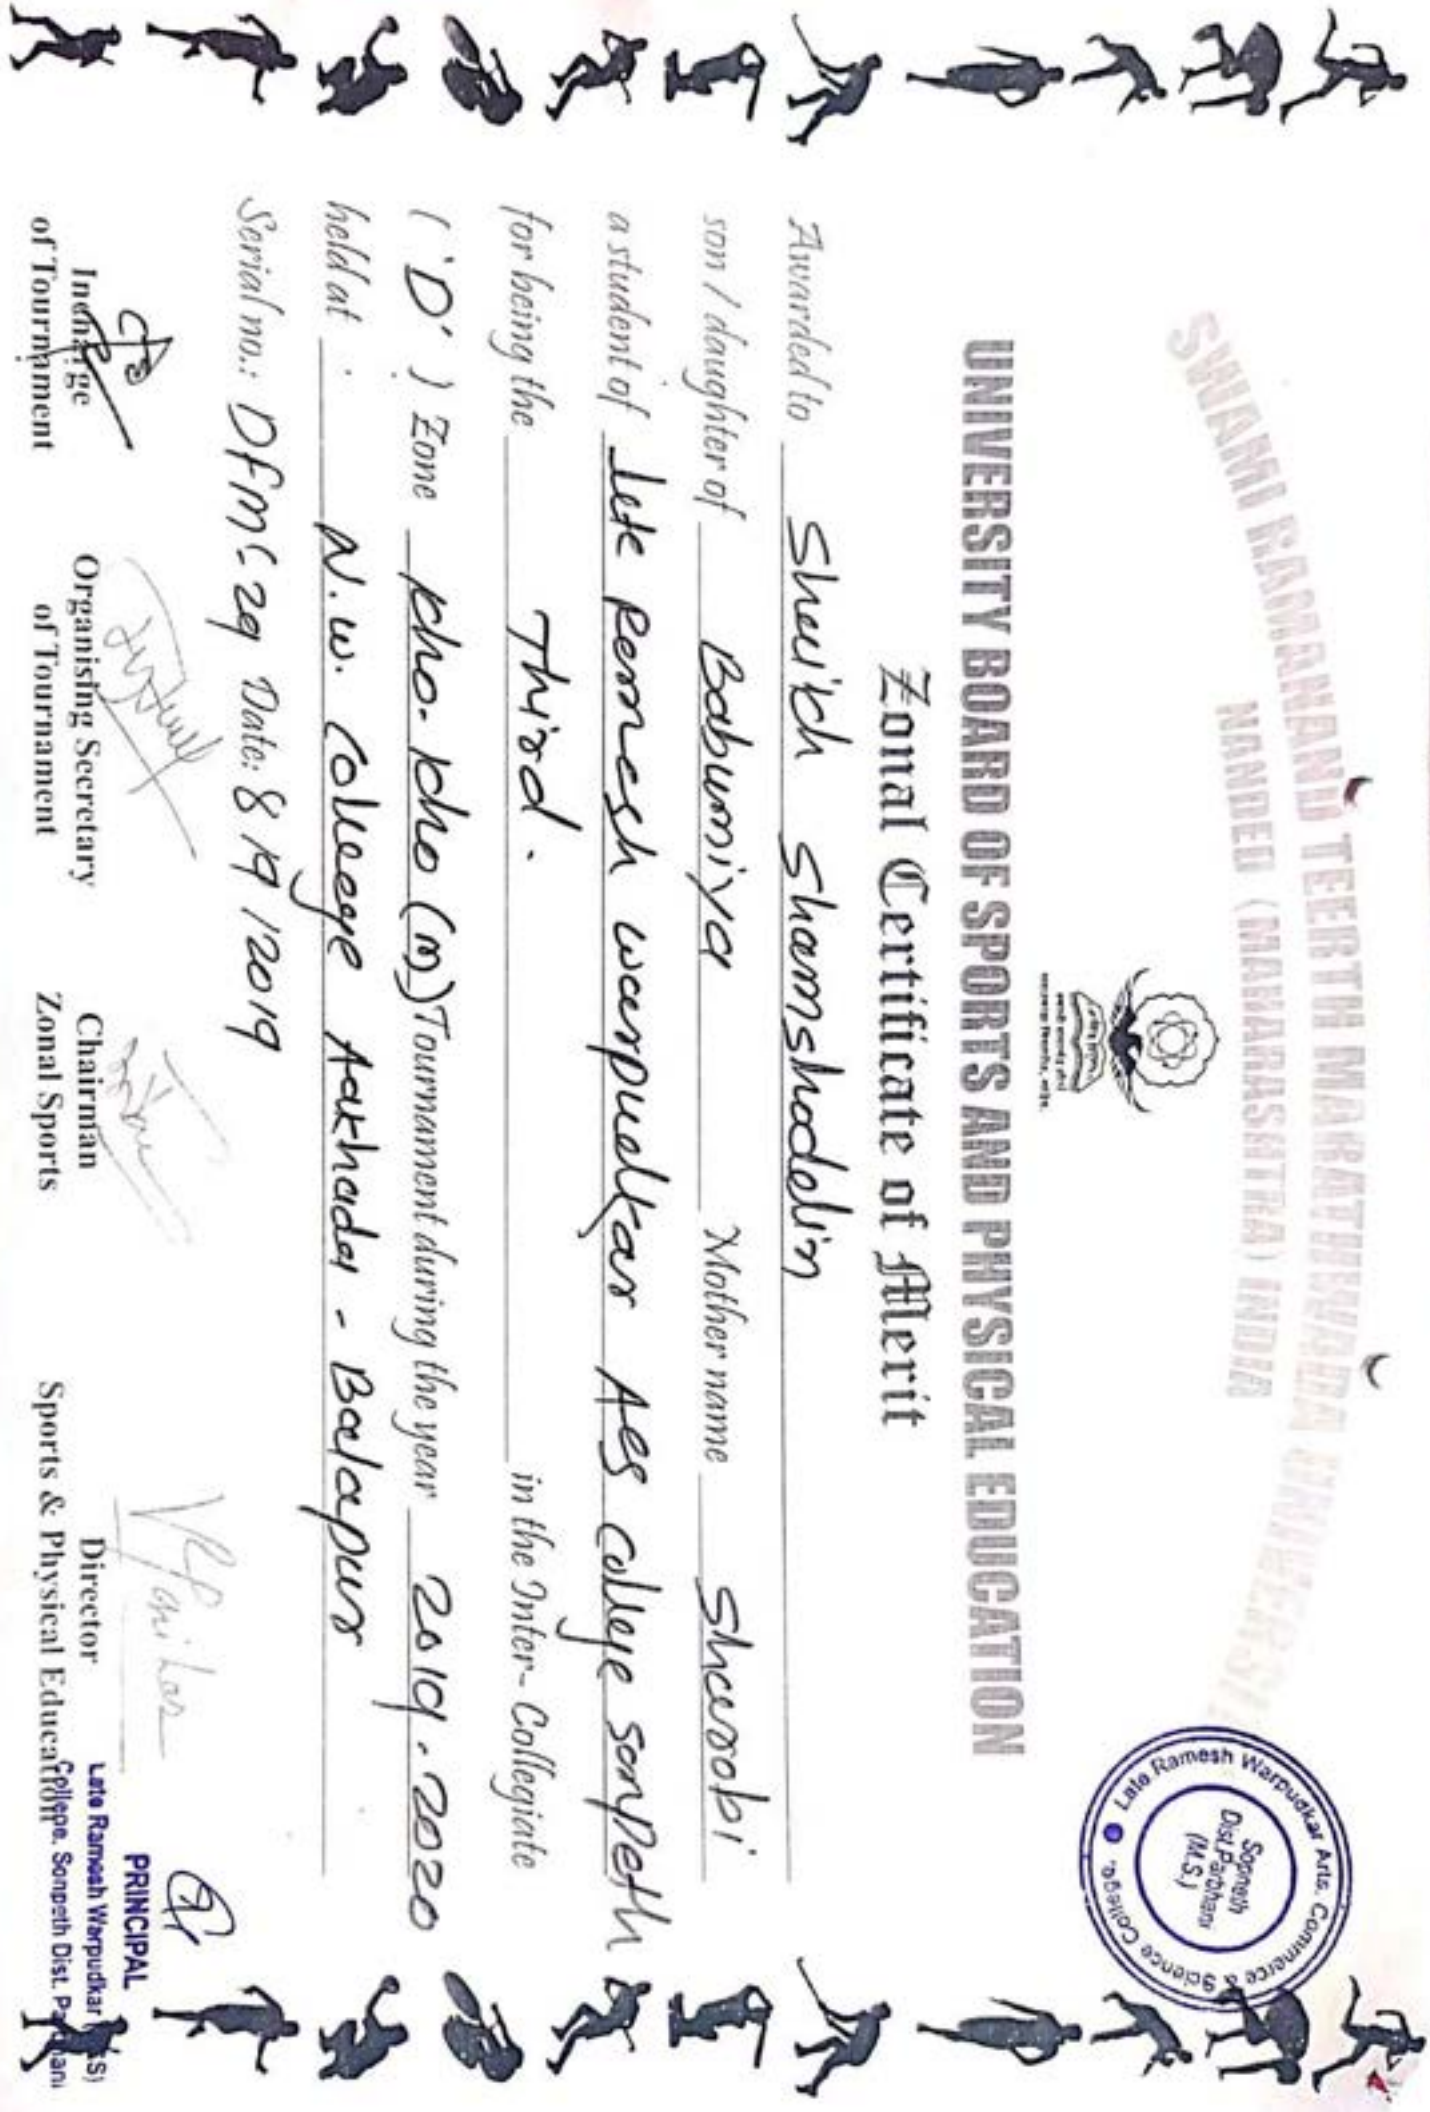 SWAMI RAMANAND TEERTH MARATHWADA UNIVERSITY
NANDED (MAHARASHTRA) INDIA
UNIVERSITY BOARD OF SPORTS AND PHYSICAL EDUCATION
Zonal Certificate of Merit
Awarded to Sheikh Shamshodein
son / daughter of Babumiya Mother name Sharobi
a student of late Ramesh warpudkar ACS College sonpeth
for being the Third. in the Inter-Collegiate
('D') Zone kho-kho (m) Tournament during the year 2019-2020
held at : N.W. College Aakhada - Balapur
Serial no.: DFMC29 Date: 8/9/2019
Incharge
of Tournament
Organising Secretary
of Tournament
Chairman
Zonal Sports
Director
Sports & Physical Education
PRINCIPAL
Late Ramesh Warpudkar (ACS)
College, Sonpeth Dist. Parbhani
Late Ramesh Warpudkar Arts, Commerce & Science College,
Sonpeth
Dist. Parbhani
(M.S.)